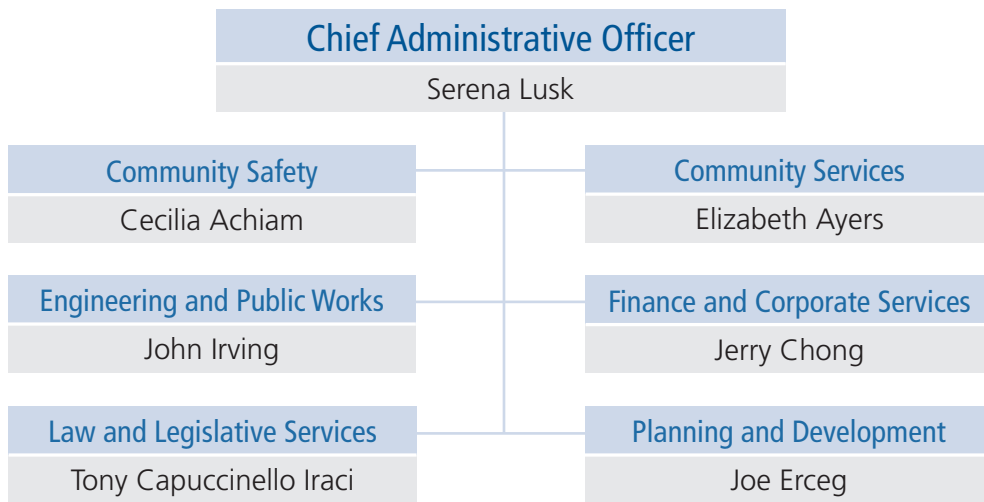 Chief Administrative Officer
Serena Lusk
Community Safety
Cecilia Achiam
Community Services
Elizabeth Ayers
Engineering and Public Works
John Irving
Finance and Corporate Services
Jerry Chong
Law and Legislative Services
Tony Capuccinello Iraci
Planning and Development
Joe Erceg